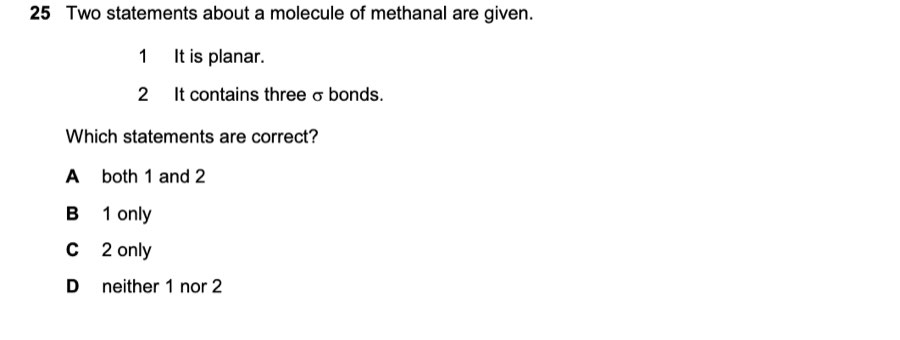 25 Two statements about a molecule of methanal are given.
1 It is planar.
2 It contains three σ bonds.
Which statements are correct?
A both 1 and 2
B 1 only
C 2 only
D neither 1 nor 2